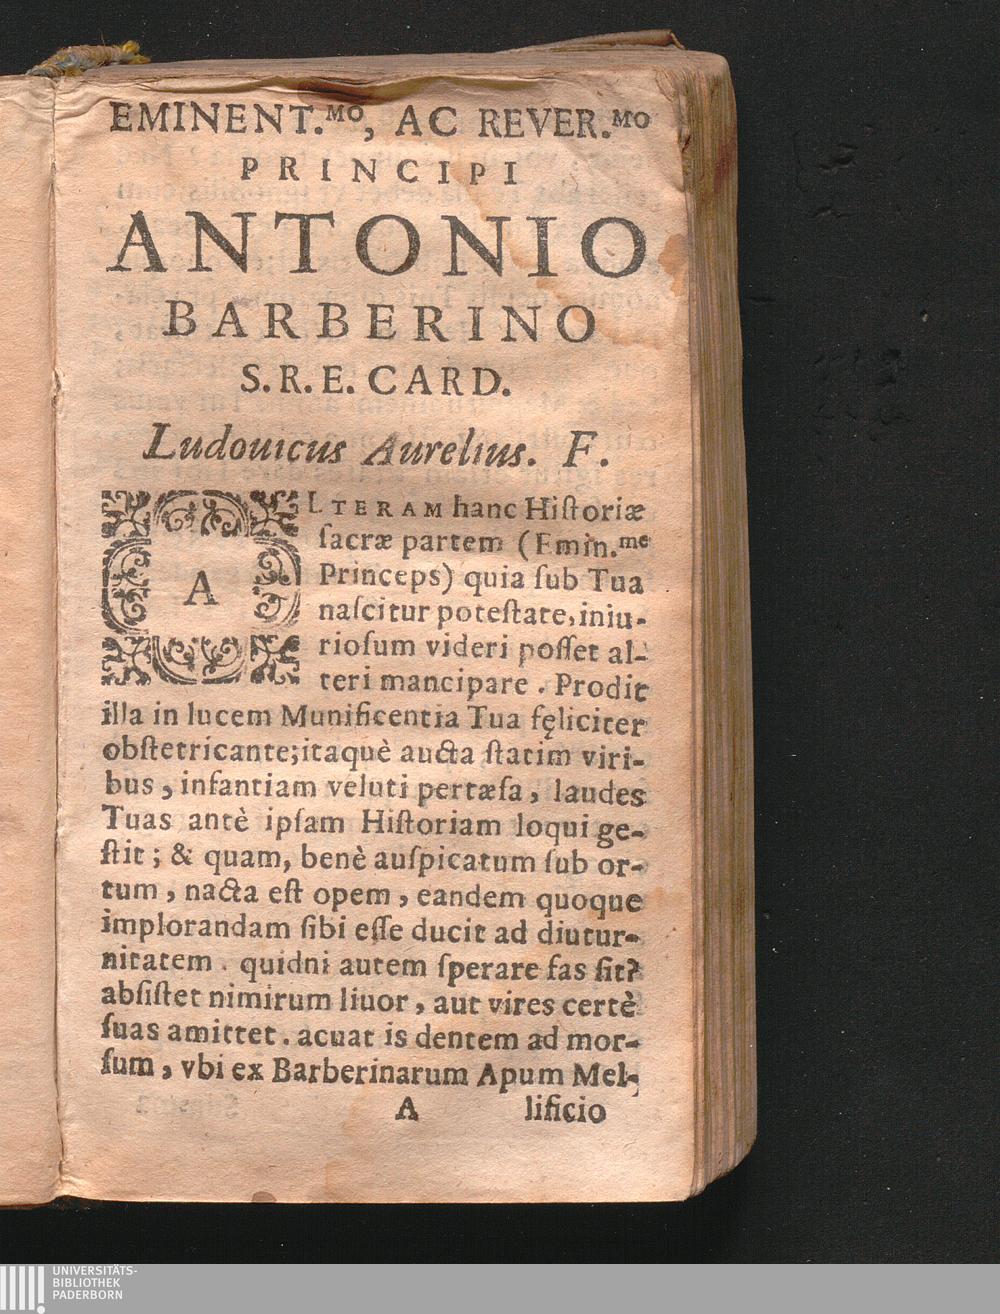 EMINENT.MO, AC REVER.MO
PRINCIPI
ANTONIO
BARBERINO
S. R. E. CARD.
Ludouicus Aurelius. F.
ALTERAM hanc Hiſtoriæ
ſacræ partem (Emin.me
Princeps) quia ſub Tua
naſcitur poteſtate, iniu-
rioſum videri poſſet al-
teri mancipare. Prodit
illa in lucem Munificentia Tua fęliciter
obſtetricante; itaquè aucta ſtatim viri-
bus, infantiam veluti pertæſa, laudes
Tuas antè ipſam Hiſtoriam loqui ge-
ſtit; & quam, benè auſpicatum ſub or-
tum, nacta eſt opem, eandem quoque
implorandam ſibi eſſe ducit ad diutur-
nitatem. quidni autem ſperare fas ſit?
abſiſtet nimirum liuor, aut vires certè
ſuas amittet. acuat is dentem ad mor-
ſum, vbi ex Barberinarum Apum Mel-
A lificio
UNIVERSITÄTS-
BIBLIOTHEK
PADERBORN